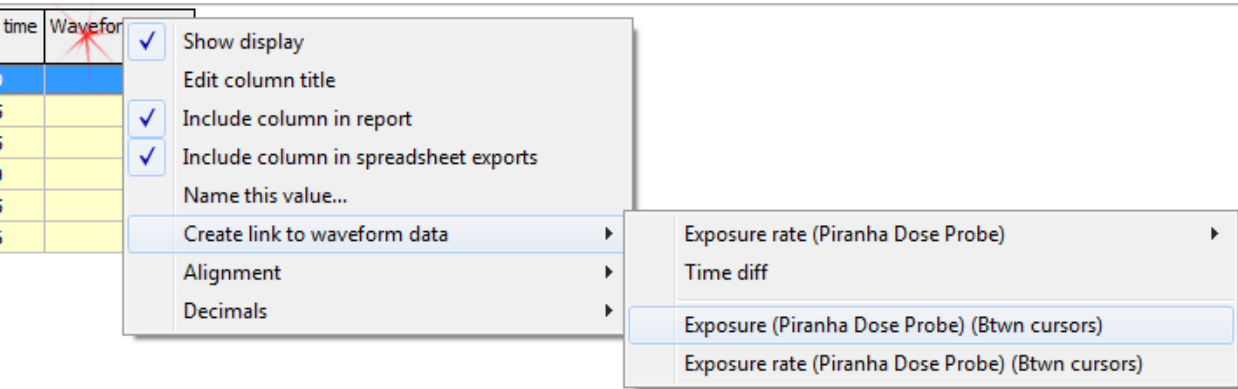 time Wavefor
Show display
Edit column title
Include column in report
Include column in spreadsheet exports
Name this value...
Create link to waveform data
Alignment
Decimals
Exposure rate (Piranha Dose Probe)
Time diff
Exposure (Piranha Dose Probe) (Btwn cursors)
Exposure rate (Piranha Dose Probe) (Btwn cursors)